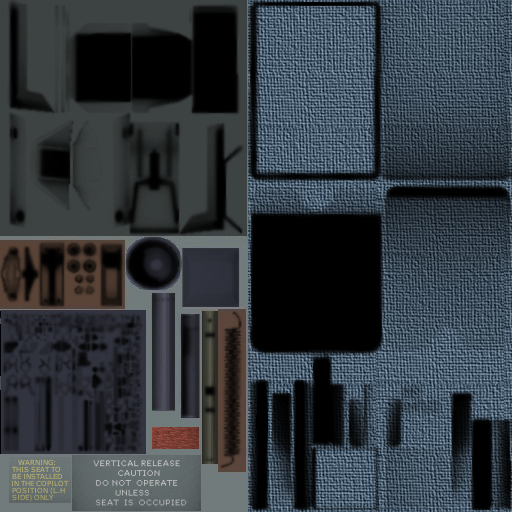 WARNING:
THIS SEAT TO
BE INSTALLED
IN THE COPILOT
POSITION (L.H
SIDE) ONLY
VERTICAL RELEASE
CAUTION
DO NOT OPERATE
UNLESS
SEAT IS OCCUPIED